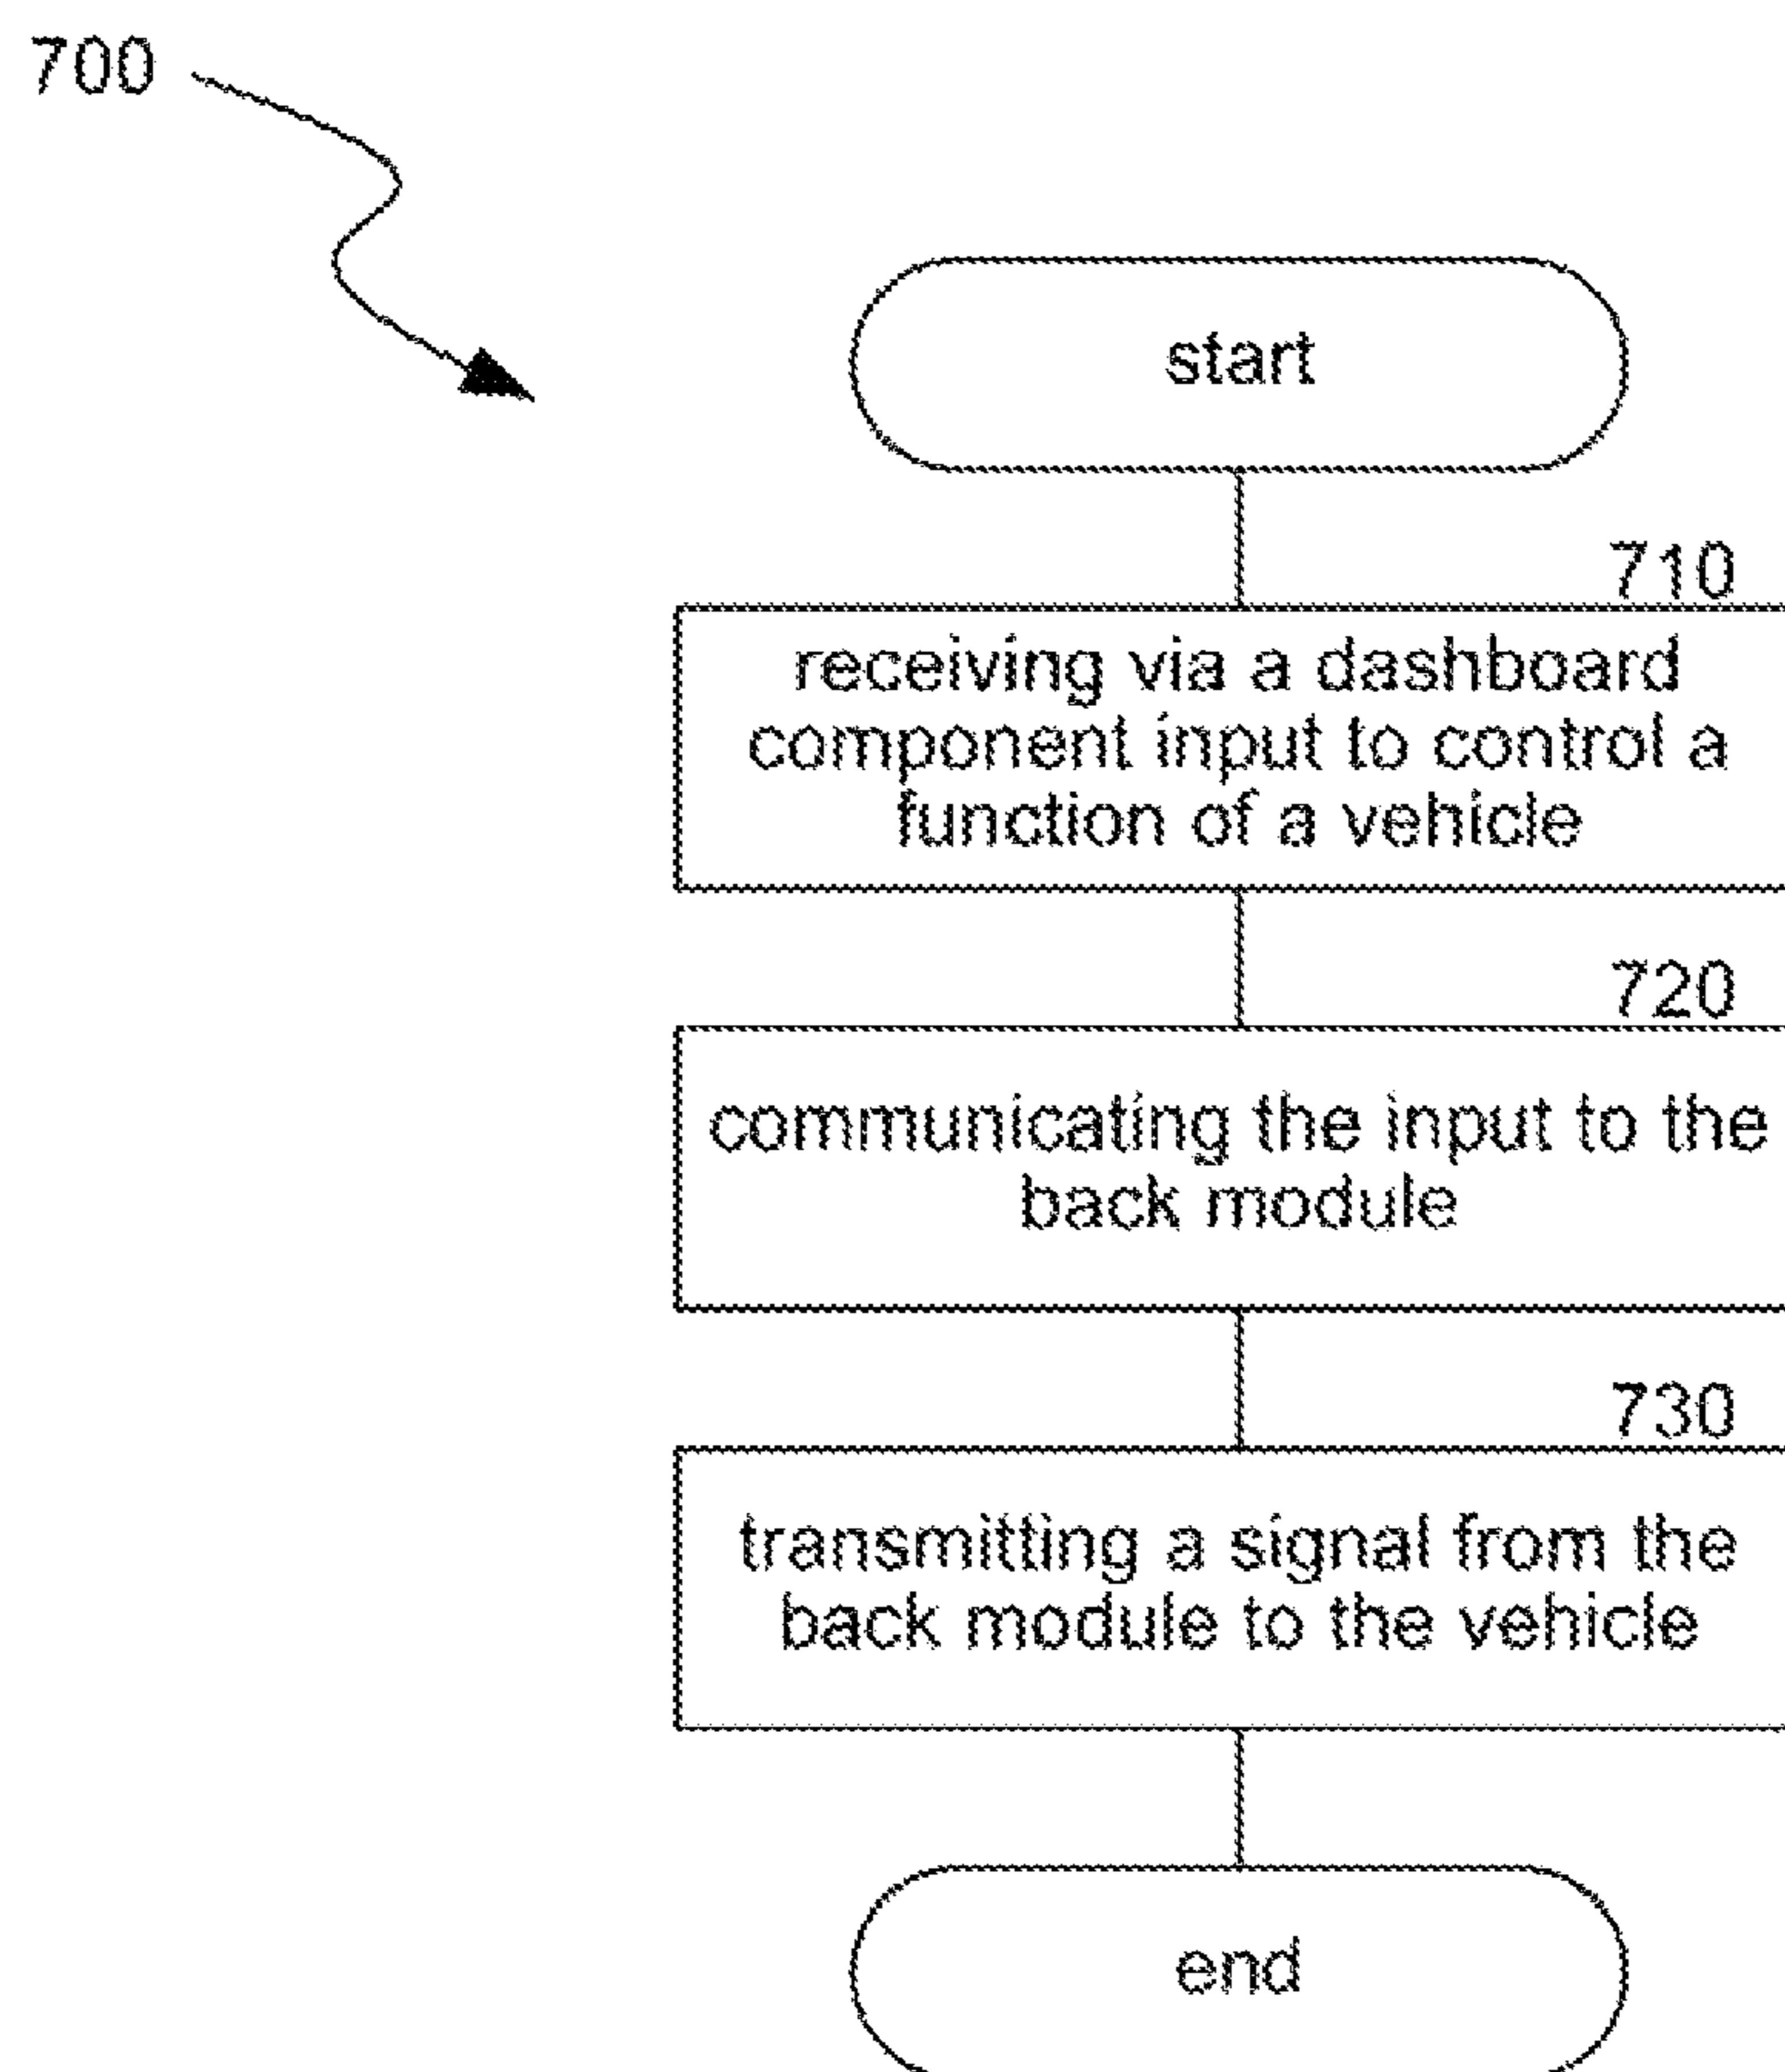 700
start
710
receiving via a dashboard
component input to control a
function of a vehicle
720
communicating the input to the
back module
730
transmitting a signal from the
back module to the vehicle
end